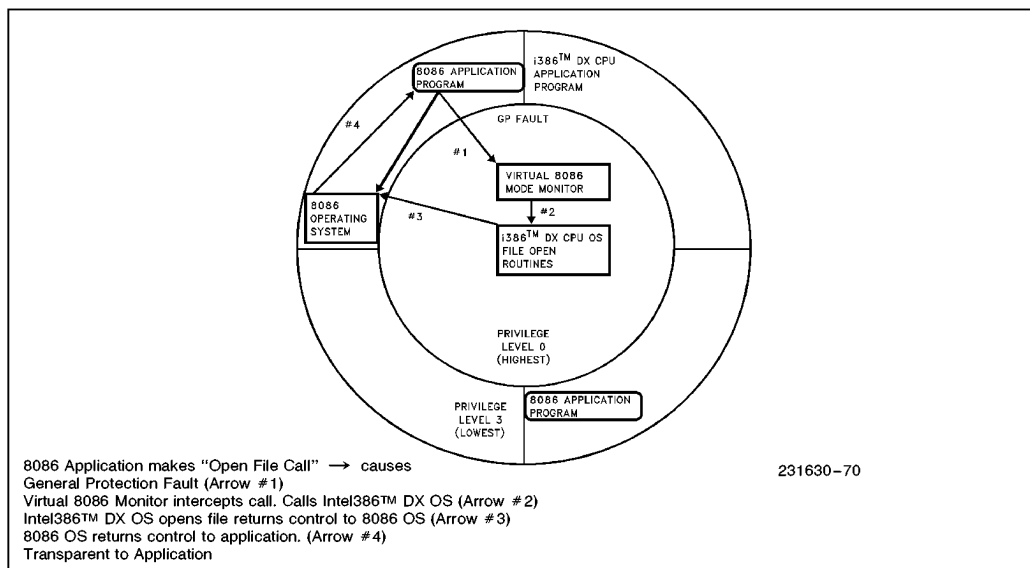 8086 APPLICATION
PROGRAM
i386™ DX CPU
APPLICATION
PROGRAM
#4
GP FAULT
#1
VIRTUAL 8086
MODE MONITOR
8086
OPERATING
SYSTEM
#3
#2
i386™ DX CPU OS
FILE OPEN
ROUTINES
PRIVILEGE
LEVEL 0
(HIGHEST)
PRIVILEGE
LEVEL 3
(LOWEST)
8086 APPLICATION
PROGRAM
231630–70
8086 Application makes “Open File Call” → causes
General Protection Fault (Arrow #1)
Virtual 8086 Monitor intercepts call. Calls Intel386™ DX OS (Arrow #2)
Intel386™ DX OS opens file returns control to 8086 OS (Arrow #3)
8086 OS returns control to application. (Arrow #4)
Transparent to Application